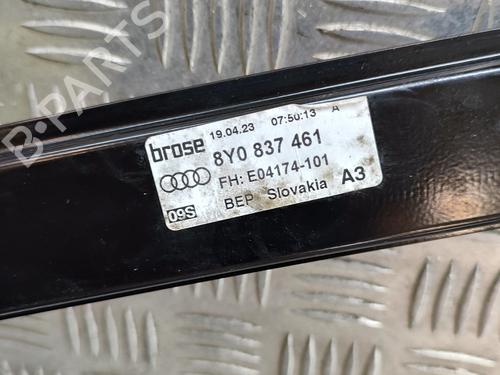 B-PARTS
brose 19.04.23 07:50:13 A
8Y0 837 461
FH: E04174-101
09S BEP Slovakia A3